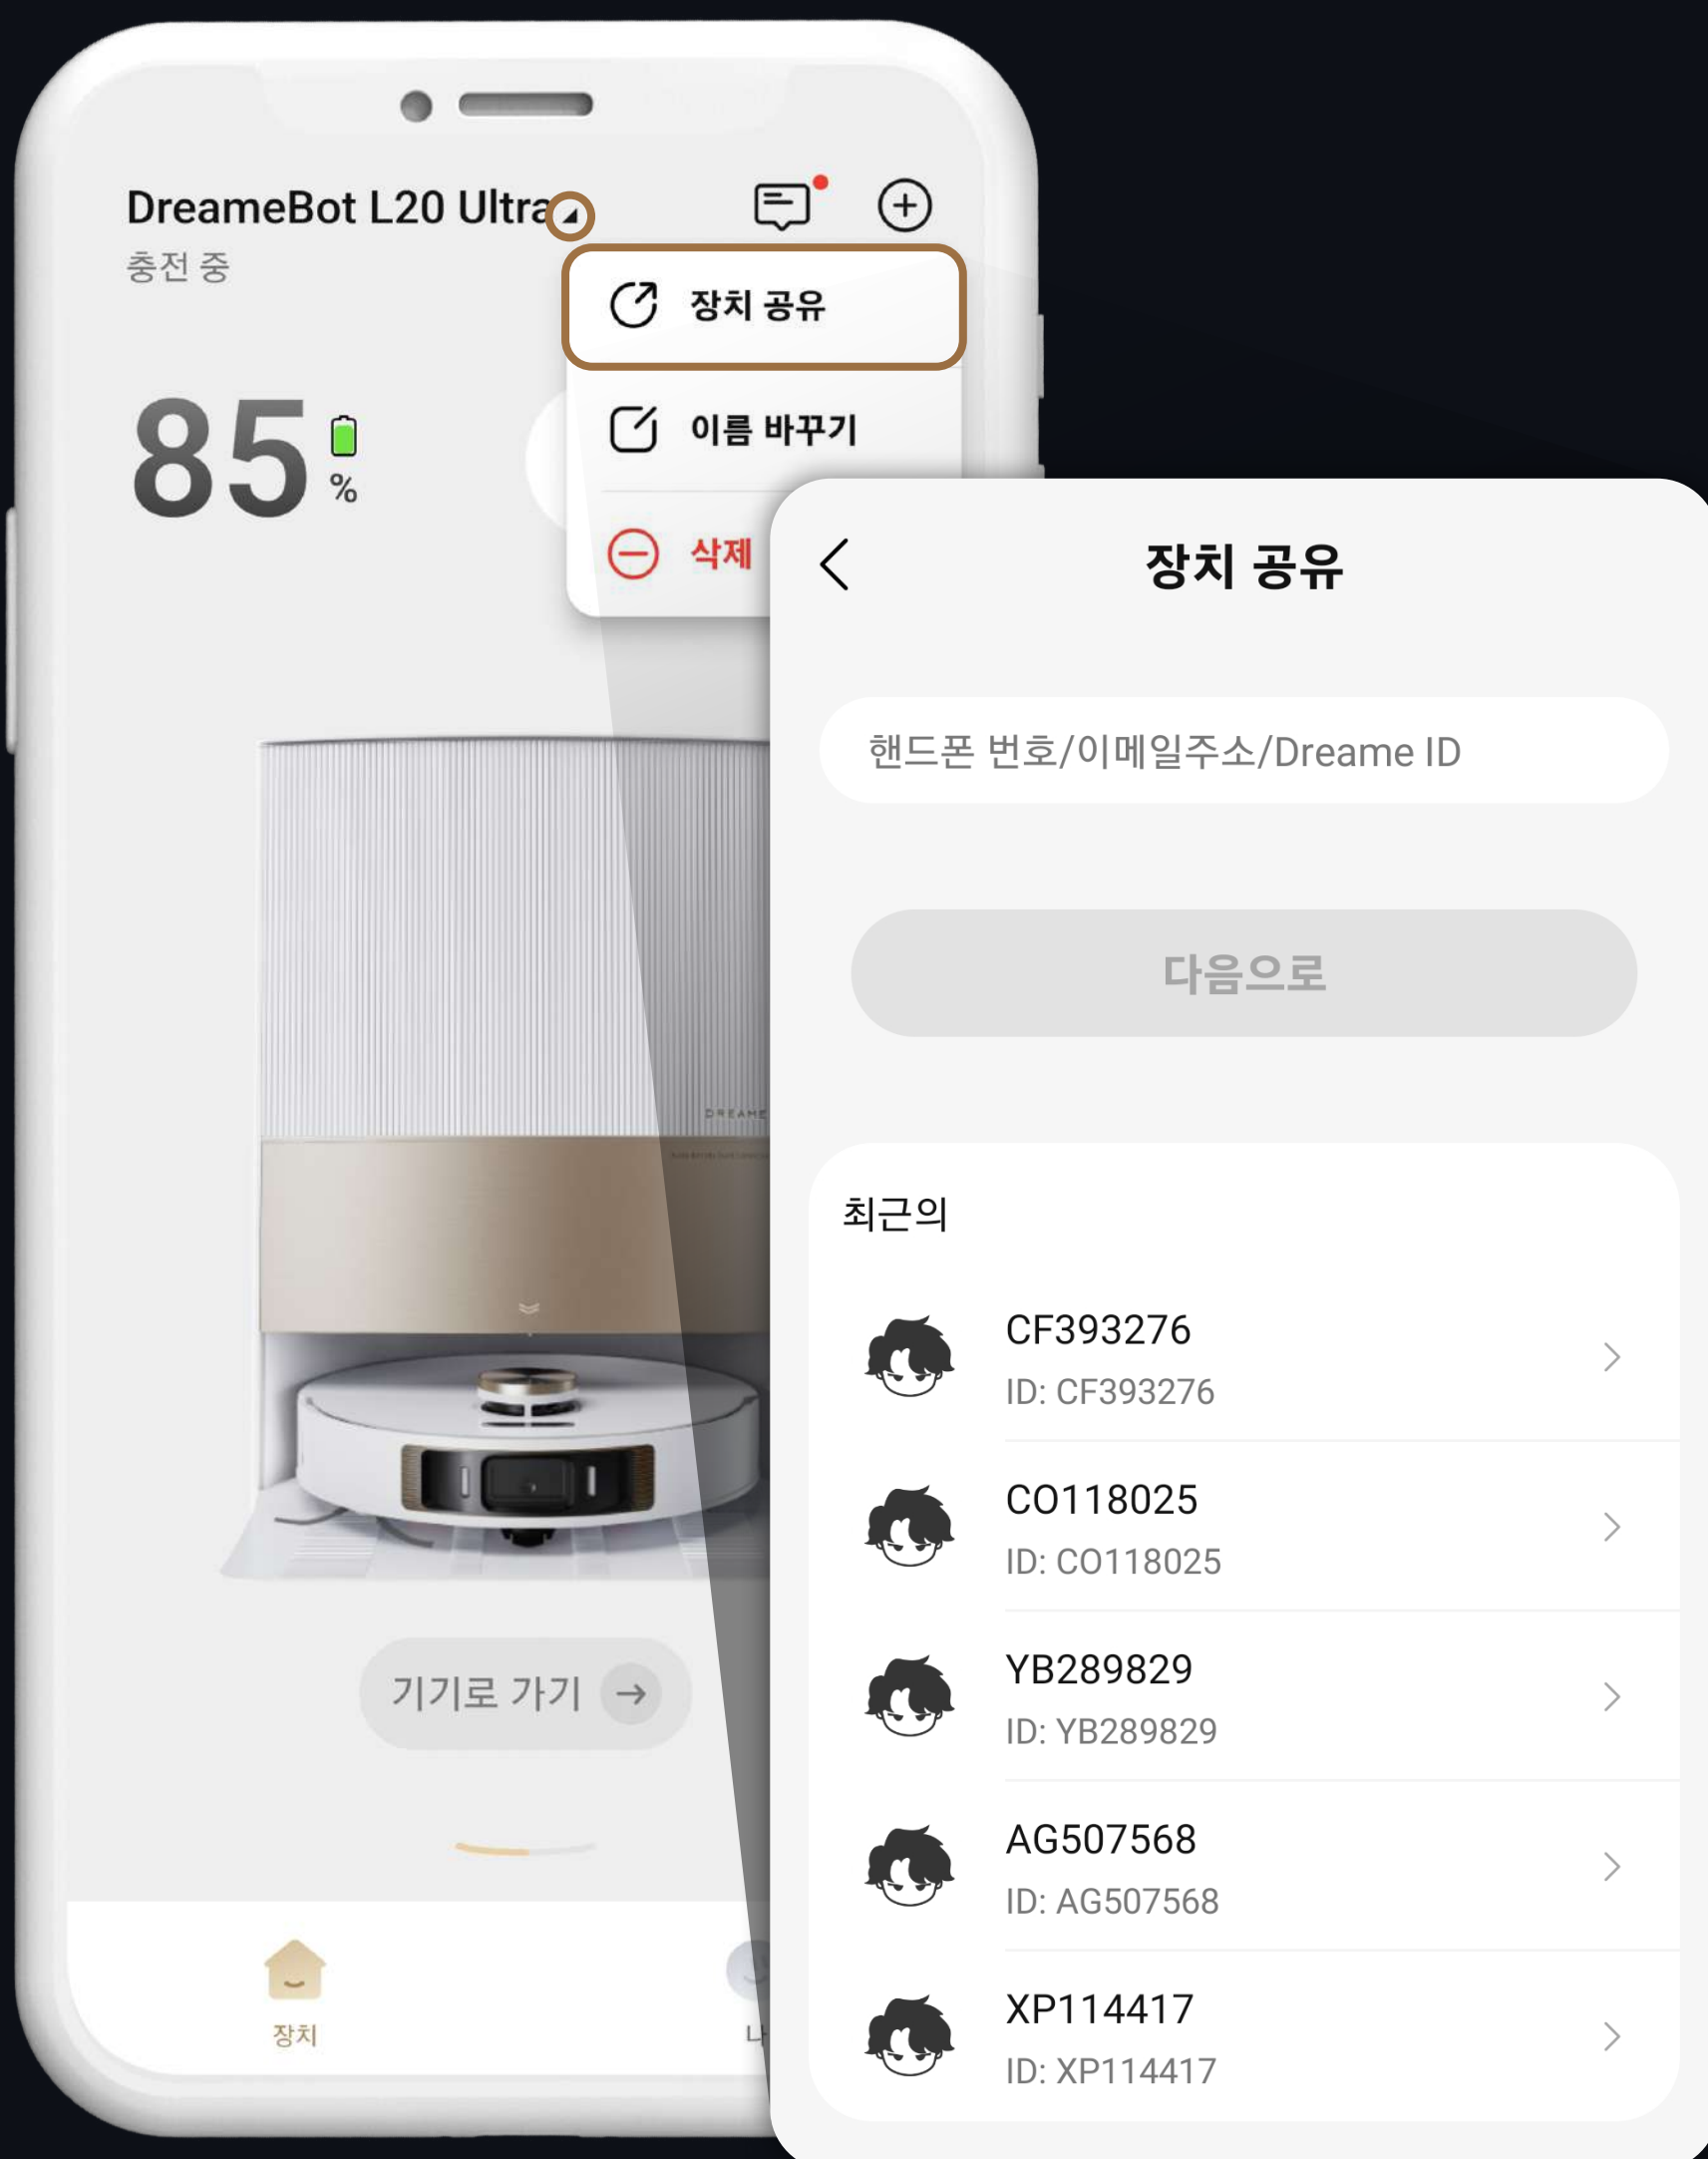 DreameBot L20 Ultra
충전 중
85
%
장치 공유
이름 바꾸기
삭제
DREAME
기기로 가기
장치
나
장치 공유
핸드폰 번호/이메일주소/Dreame ID
다음으로
최근의
CF393276
ID: CF393276
CO118025
ID: CO118025
YB289829
ID: YB289829
AG507568
ID: AG507568
XP114417
ID: XP114417